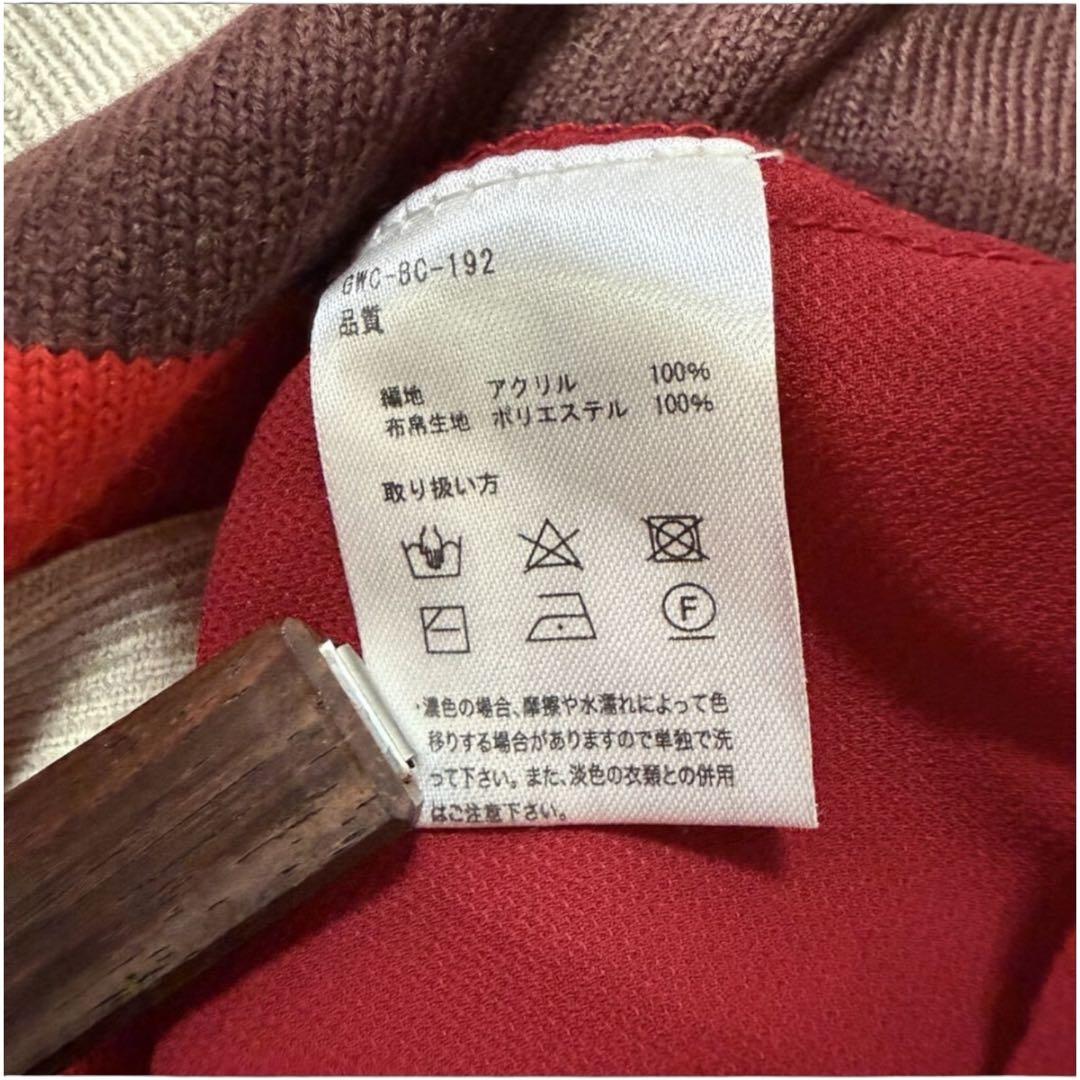 GWC-BC-192
品質
編地 アクリル 100%
布帛生地 ポリエステル 100%
取り扱い方
F
・濃色の場合、摩擦や水濡れによって色
移りする場合がありますので単独で洗
って下さい。また、淡色の衣類との併用
はご注意下さい。